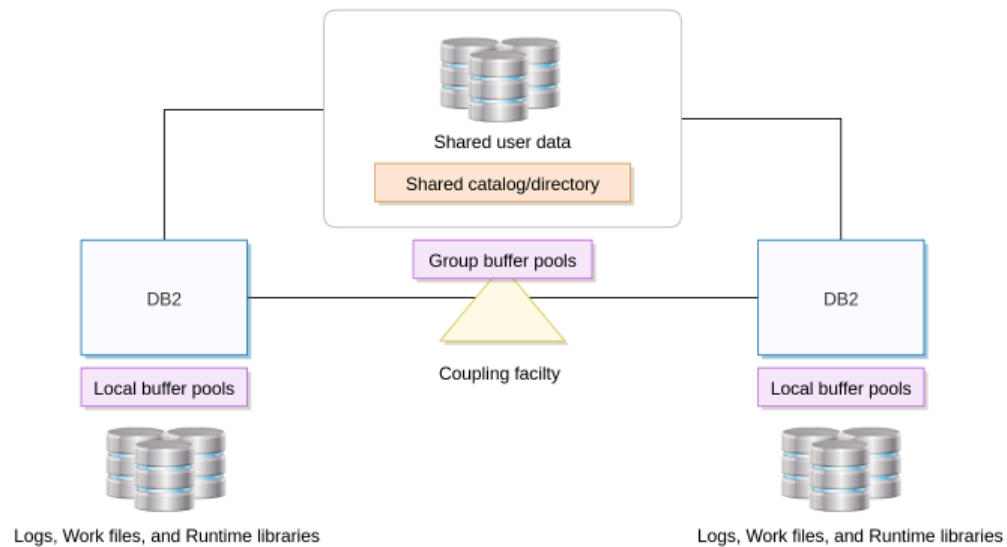 Shared user data
Shared catalog/directory
Group buffer pools
DB2
DB2
Coupling facilty
Local buffer pools
Local buffer pools
Logs, Work files, and Runtime libraries
Logs, Work files, and Runtime libraries